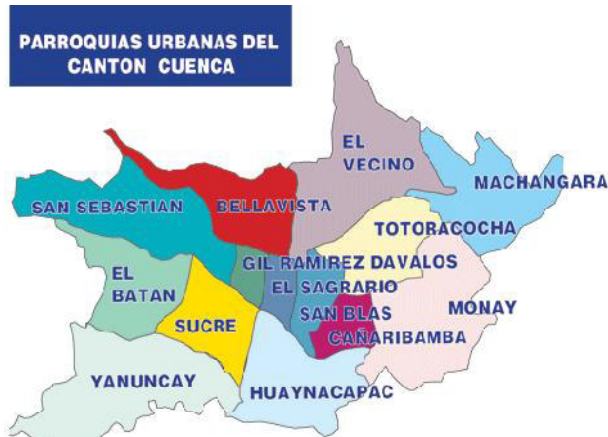 PARROQUIAS URBANAS DEL
CANTON CUENCA
EL
VECINO
MACHANGARA
SAN SEBASTIAN
BELLAVISTA
TOTORACOCHA
GIL RAMIREZ DAVALOS
EL
BATAN
EL SAGRARIO
SAN BLAS
MONAY
SUCRE
CAÑARIBAMBA
YANUNCAY
HUAYNACAPAC